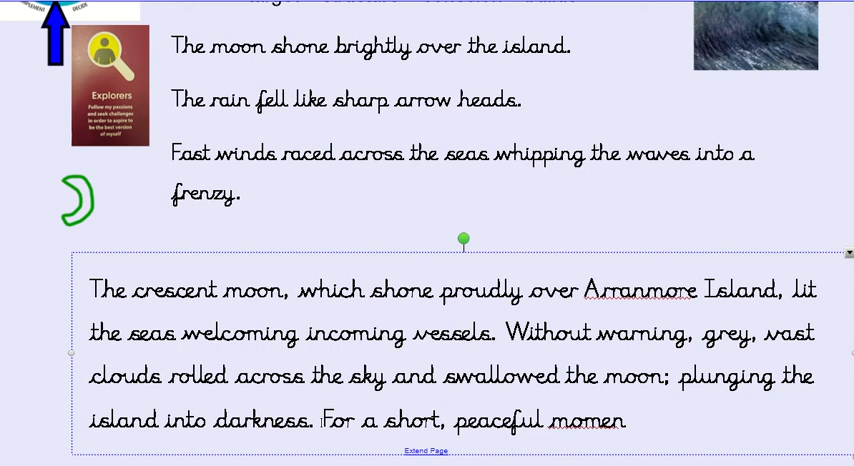 IMPLEMENT DECIDE
The moon shone brightly over the island.
Explorers
Follow my passions
and seek challenges
in order to aspire to
be the best version
of myself
The rain fell like sharp arrow heads.
Fast winds raced across the seas whipping the waves into a
frenzy.
The crescent moon, which shone proudly over Arranmore Island, lit
the seas welcoming incoming vessels. Without warning, grey, vast
clouds rolled across the sky and swallowed the moon; plunging the
island into darkness. For a short, peaceful momen
Extend Page